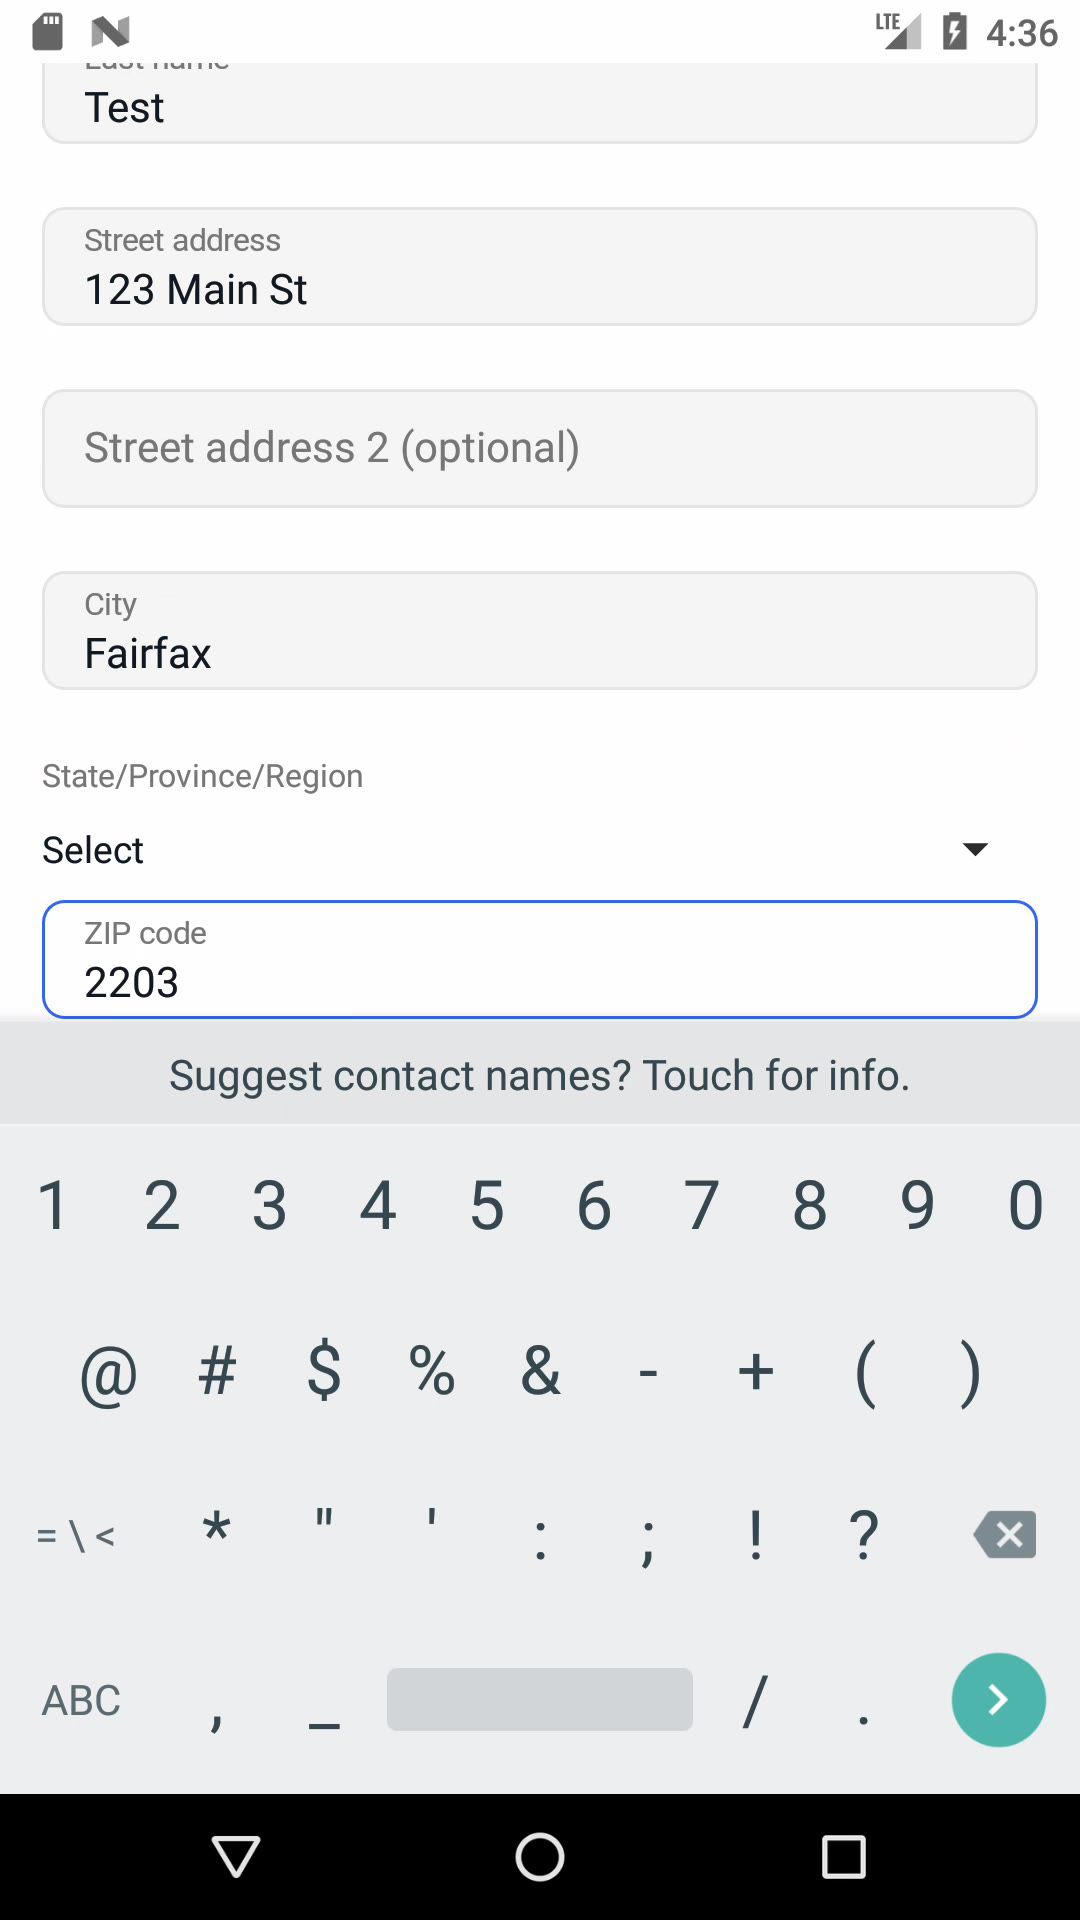 4:36
LTE
Last name
Test
Street address
123 Main St
Street address 2 (optional)
City
Fairfax
State/Province/Region
Select
ZIP code
2203
Suggest contact names? Touch for info.
1 2 3 4 5 6 7 8 9 0
@ # $ % & - + ( )
= \ < * " ' : ; ! ?
ABC , _ / .